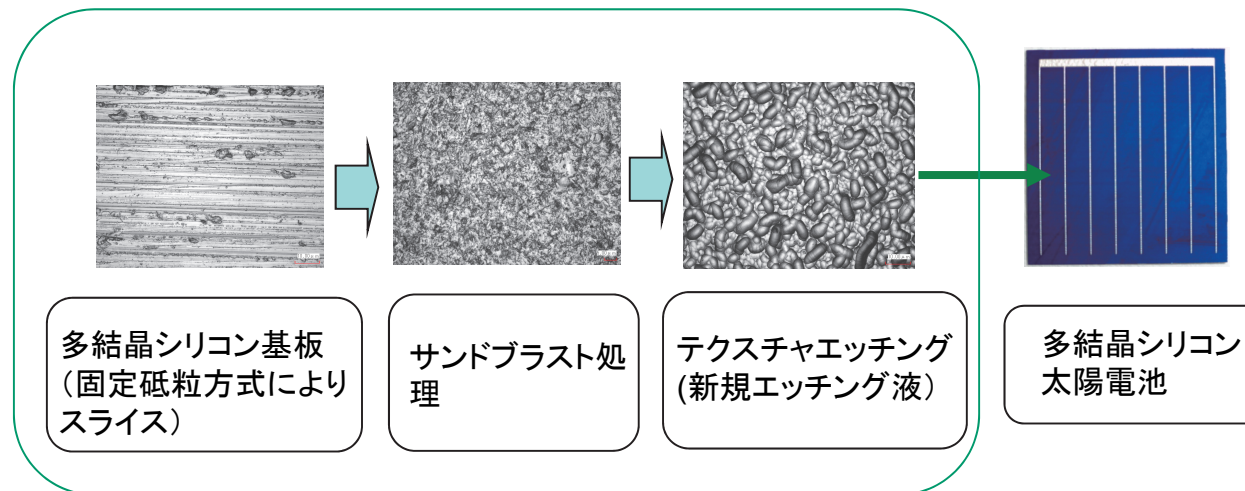 多結晶シリコン基板
（固定砥粒方式により
スライス）
サンドブラスト処
理
テクスチャエッチング
(新規エッチング液）
多結晶シリコン
太陽電池